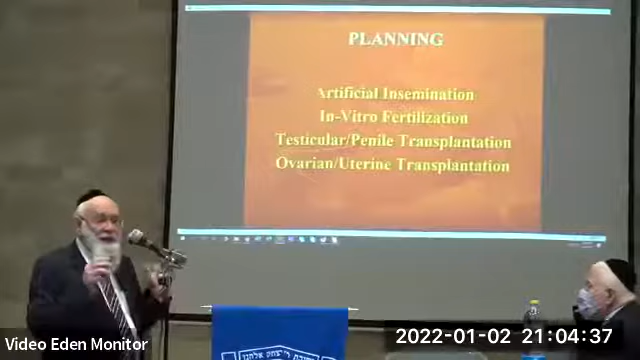 PLANNING
Artificial Insemination
In-Vitro Fertilization
Testicular/Penile Transplantation
Ovarian/Uterine Transplantation
Video Eden Monitor
2022-01-02 21:04:37